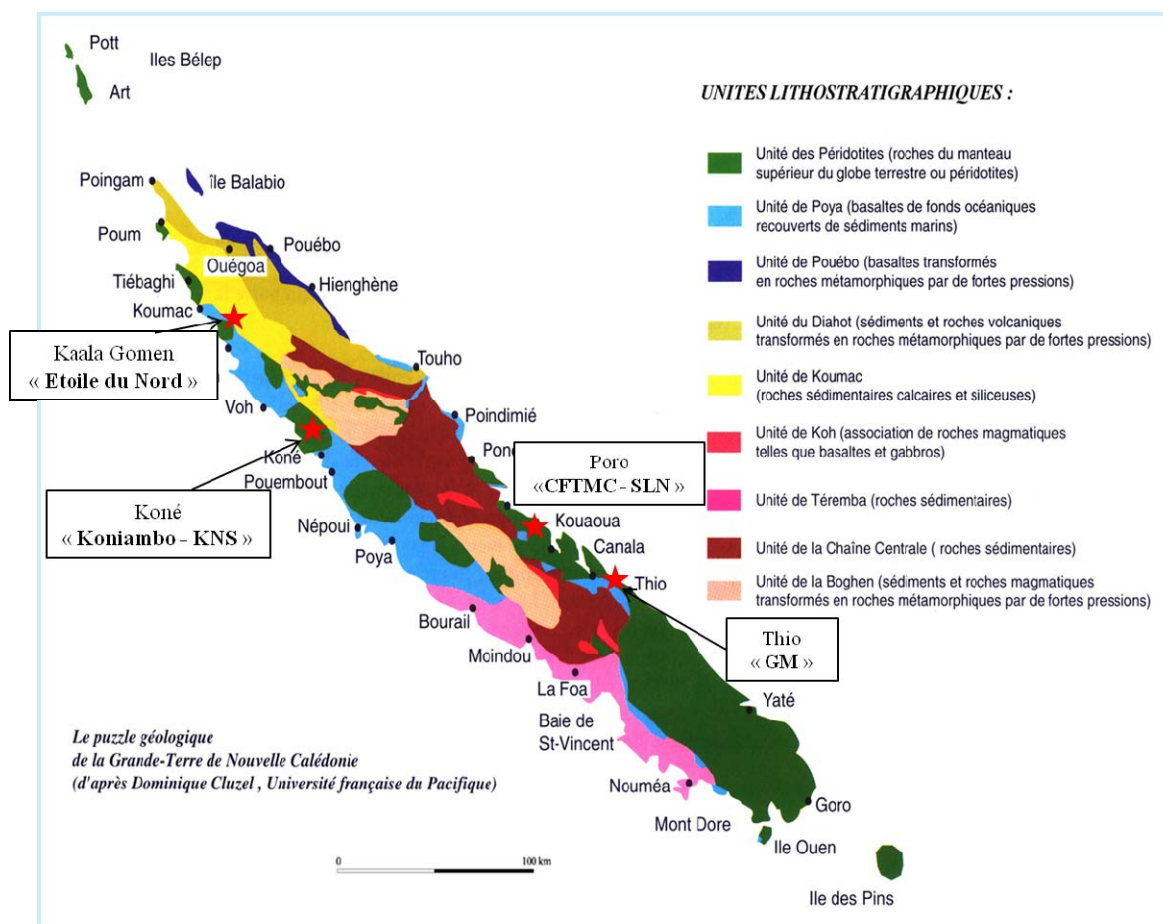 Pott
Iles Bélep
Art
Poingam
île Balabio
Poum
Pouébo
Ouégoa
Tiébaghi
Hienghène
Koumac
Kaala Gomen
« Etoile du Nord »
Touho
Voh
Poindimié
Koné
Pouembout
Koné
« Koniambo - KNS »
Népoui
Poya
Poro
«CFTMC - SLN »
Kouaoua
Canala
Thio
Bourail
Moindou
Thio
« GM »
La Foa
Baie de
St-Vincent
Yaté
Nouméa
Mont Dore
Goro
Ile Ouen
Ile des Pins
UNITES LITHOSTRATIGRAPHIQUES :
Unité des Péridotites (roches du manteau
supérieur du globe terrestre ou péridotites)
Unité de Poya (basaltes de fonds océaniques
recouverts de sédiments marins)
Unité de Pouébo (basaltes transformés
en roches métamorphiques par de fortes pressions)
Unité du Diahot (sédiments et roches volcaniques
transformés en roches métamorphiques par de fortes pressions)
Unité de Koumac
(roches sédimentaires calcaires et siliceuses)
Unité de Koh (association de roches magmatiques
telles que basaltes et gabbros)
Unité de Téremba (roches sédimentaires)
Unité de la Chaîne Centrale ( roches sédimentaires)
Unité de la Boghen (sédiments et roches magmatiques
transformés en roches métamorphiques par de fortes pressions)
Le puzzle géologique
de la Grande-Terre de Nouvelle Calédonie
(d'après Dominique Cluzel , Université française du Pacifique)
0
100 km